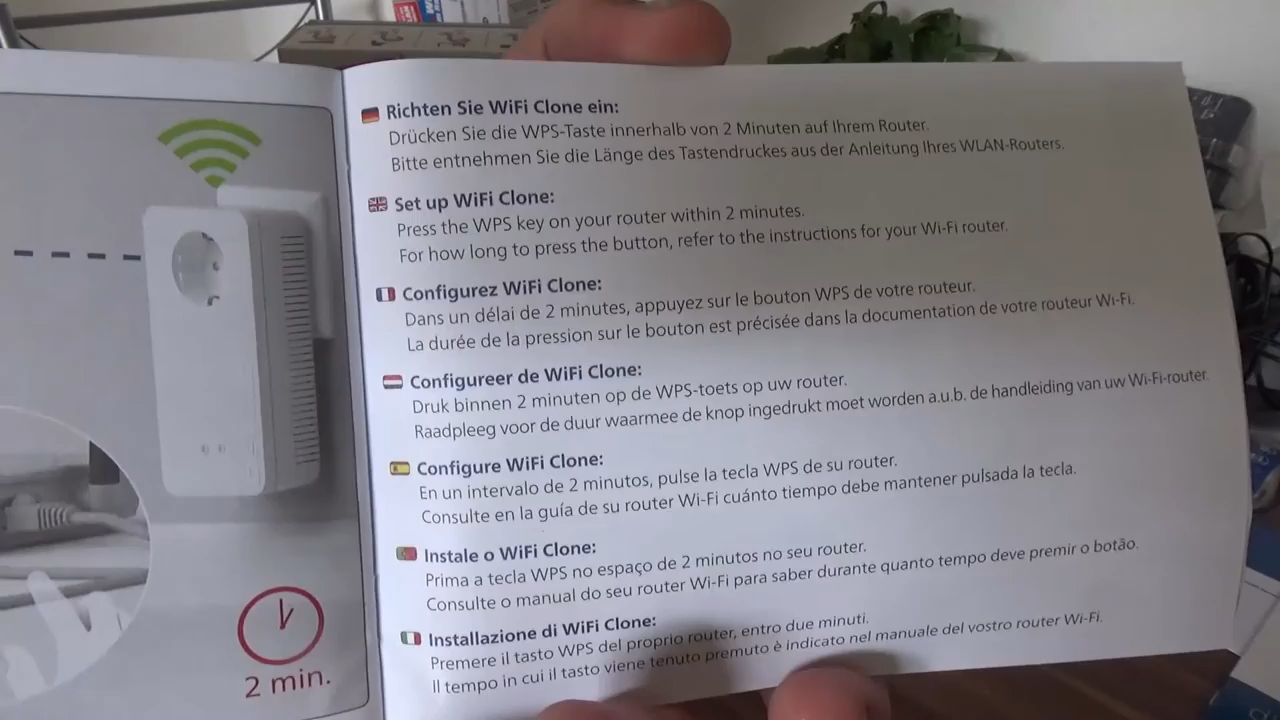 Richten Sie WiFi Clone ein:
Drücken Sie die WPS-Taste innerhalb von 2 Minuten auf Ihrem Router.
Bitte entnehmen Sie die Länge des Tastendruckes aus der Anleitung Ihres WLAN-Routers.
Set up WiFi Clone:
Press the WPS key on your router within 2 minutes.
For how long to press the button, refer to the instructions for your Wi-Fi router.
Configurez WiFi Clone:
Dans un délai de 2 minutes, appuyez sur le bouton WPS de votre routeur.
La durée de la pression sur le bouton est précisée dans la documentation de votre routeur Wi-Fi.
Configureer de WiFi Clone:
Druk binnen 2 minuten op de WPS-toets op uw router.
Raadpleeg voor de duur waarmee de knop ingedrukt moet worden a.u.b. de handleiding van uw Wi-Fi-router.
Configure WiFi Clone:
En un intervalo de 2 minutos, pulse la tecla WPS de su router.
Consulte en la guía de su router Wi-Fi cuánto tiempo debe mantener pulsada la tecla.
Instale o WiFi Clone:
Prima a tecla WPS no espaço de 2 minutos no seu router.
Consulte o manual do seu router Wi-Fi para saber durante quanto tempo deve premir o botão.
Installazione di WiFi Clone:
Premere il tasto WPS del proprio router, entro due minuti.
Il tempo in cui il tasto viene tenuto premuto è indicato nel manuale del vostro router Wi-Fi.
2 min.